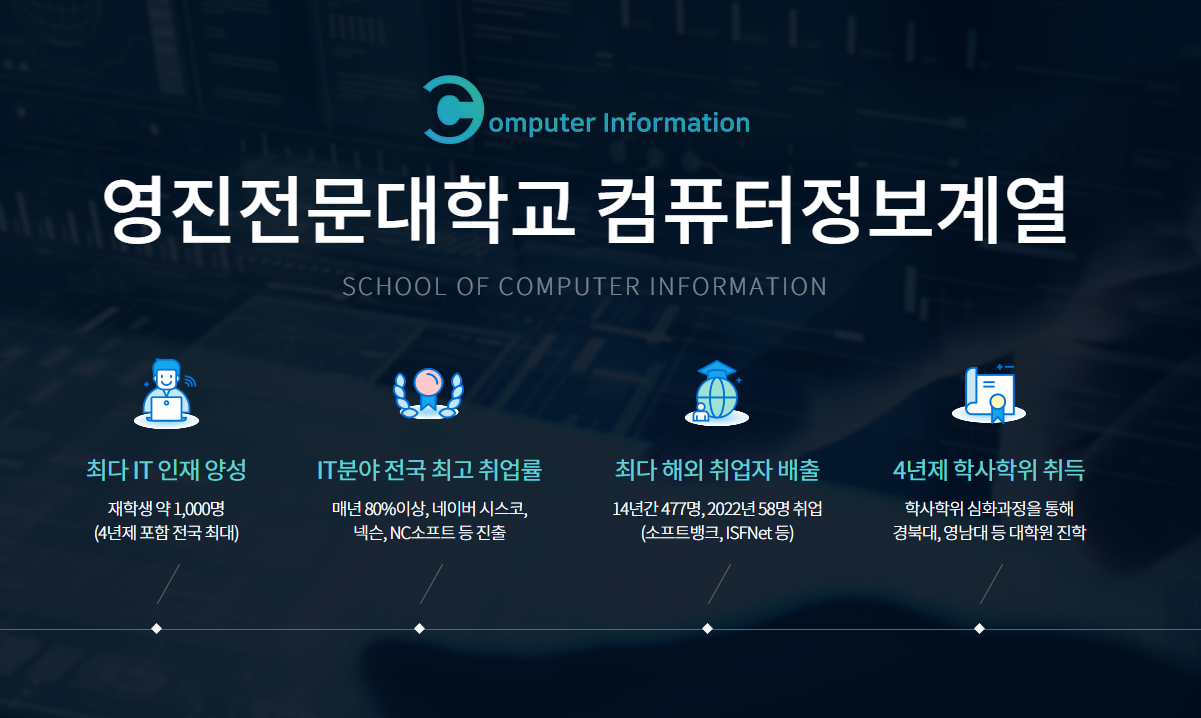 Computer Information
영진전문대학교 컴퓨터정보계열
SCHOOL OF COMPUTER INFORMATION
최다 IT 인재 양성
재학생 약 1,000명
(4년제 포함 전국 최대)
IT분야 전국 최고 취업률
매년 80%이상, 네이버 시스코,
넥슨, NC소프트 등 진출
최다 해외 취업자 배출
14년간 477명, 2022년 58명 취업
(소프트뱅크, ISFNet 등)
4년제 학사학위 취득
학사학위 심화과정을 통해
경북대, 영남대 등 대학원 진학